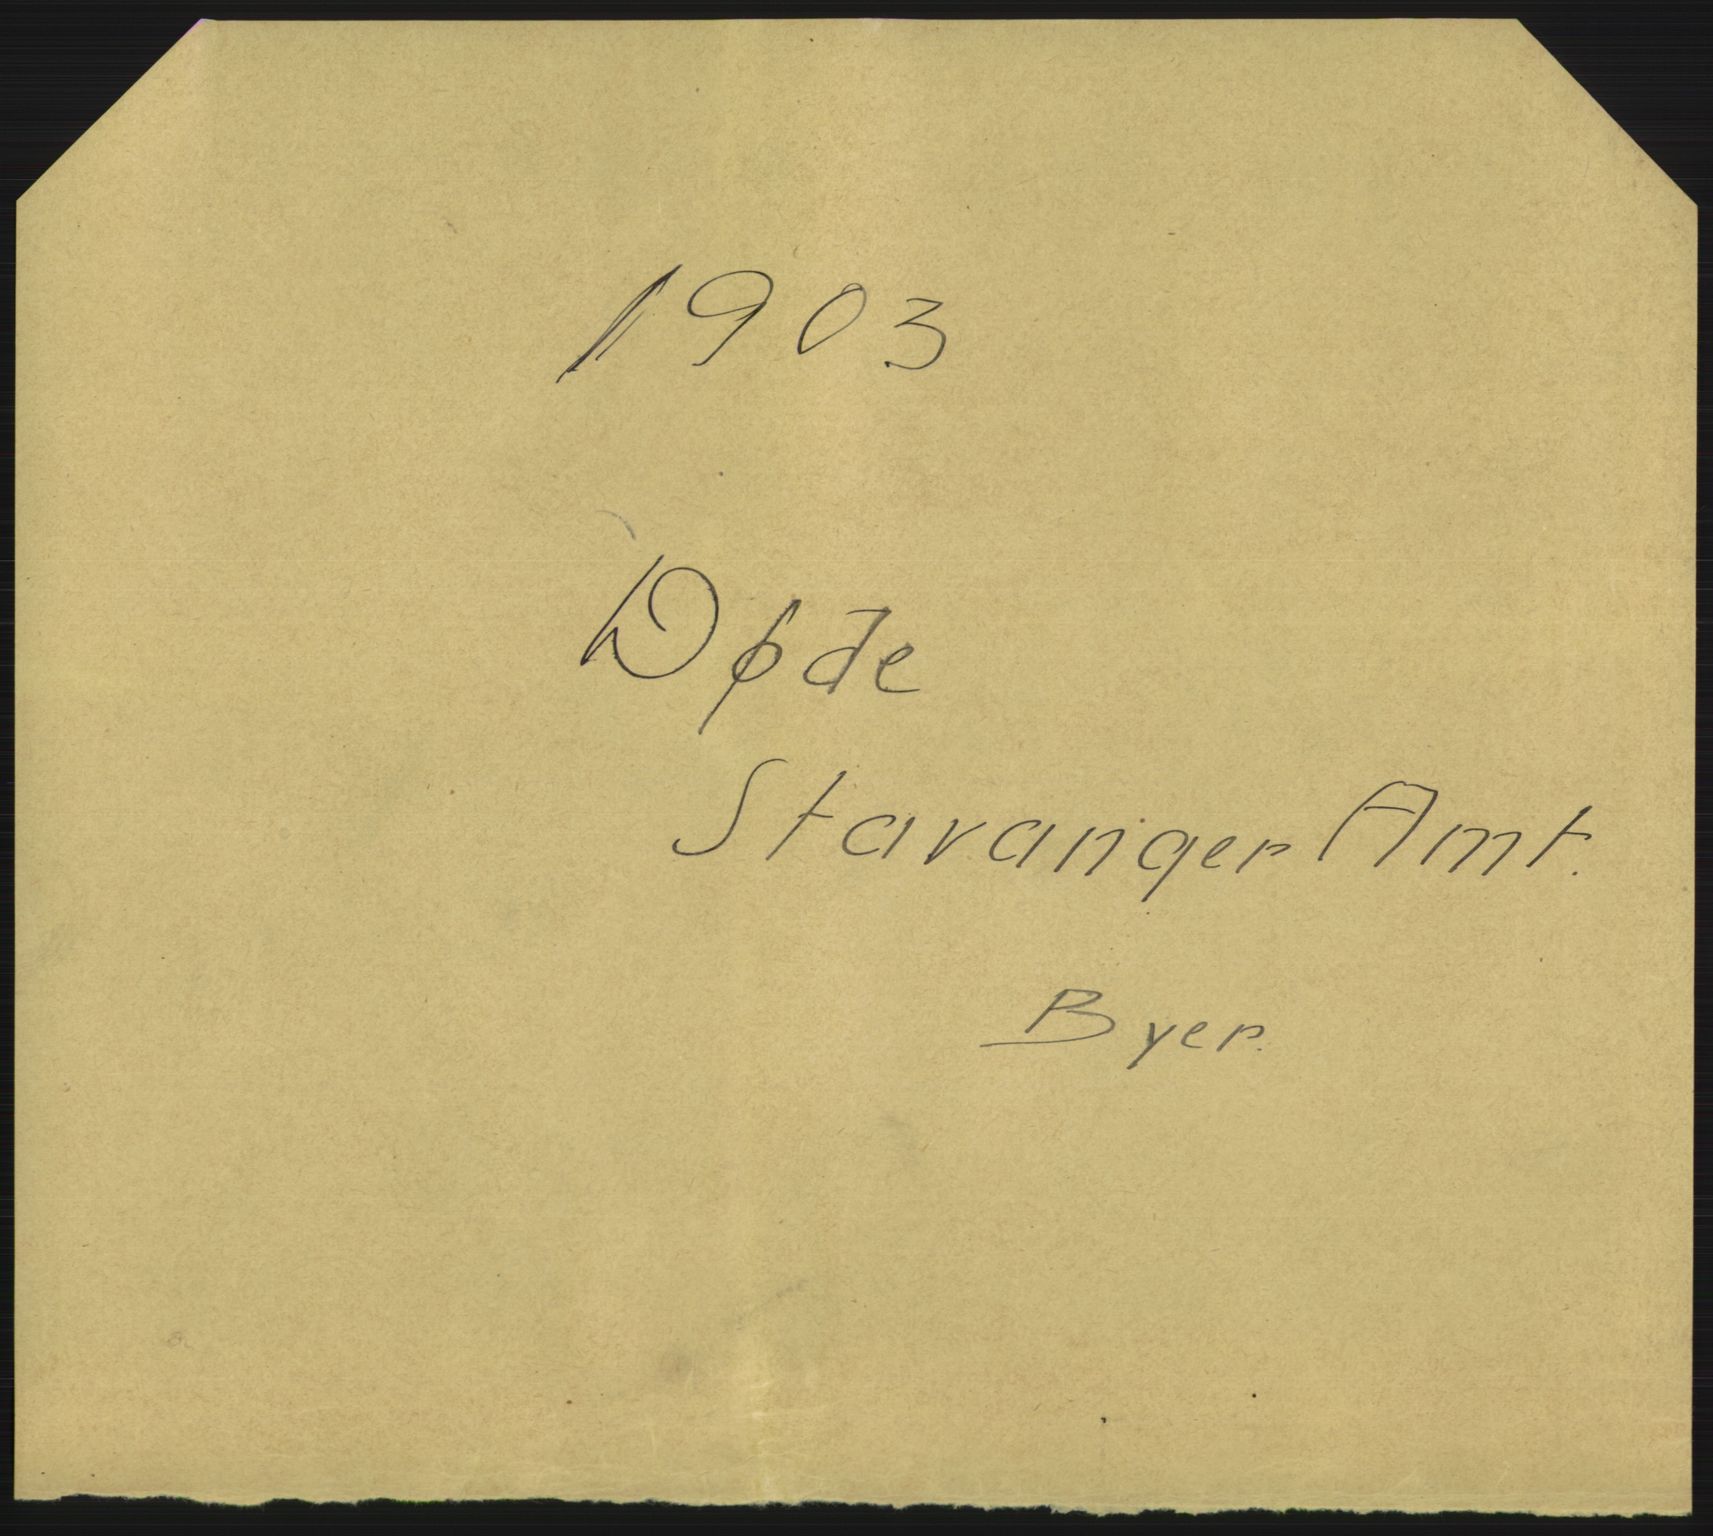 1903
Døde
Stavanger Amt.
Byer.